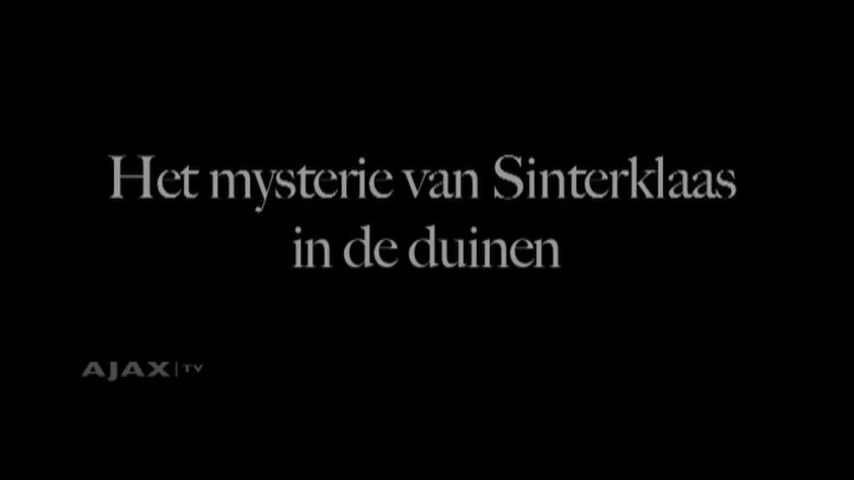 Het mysterie van Sinterklaas
in de duinen
AJAX|TV